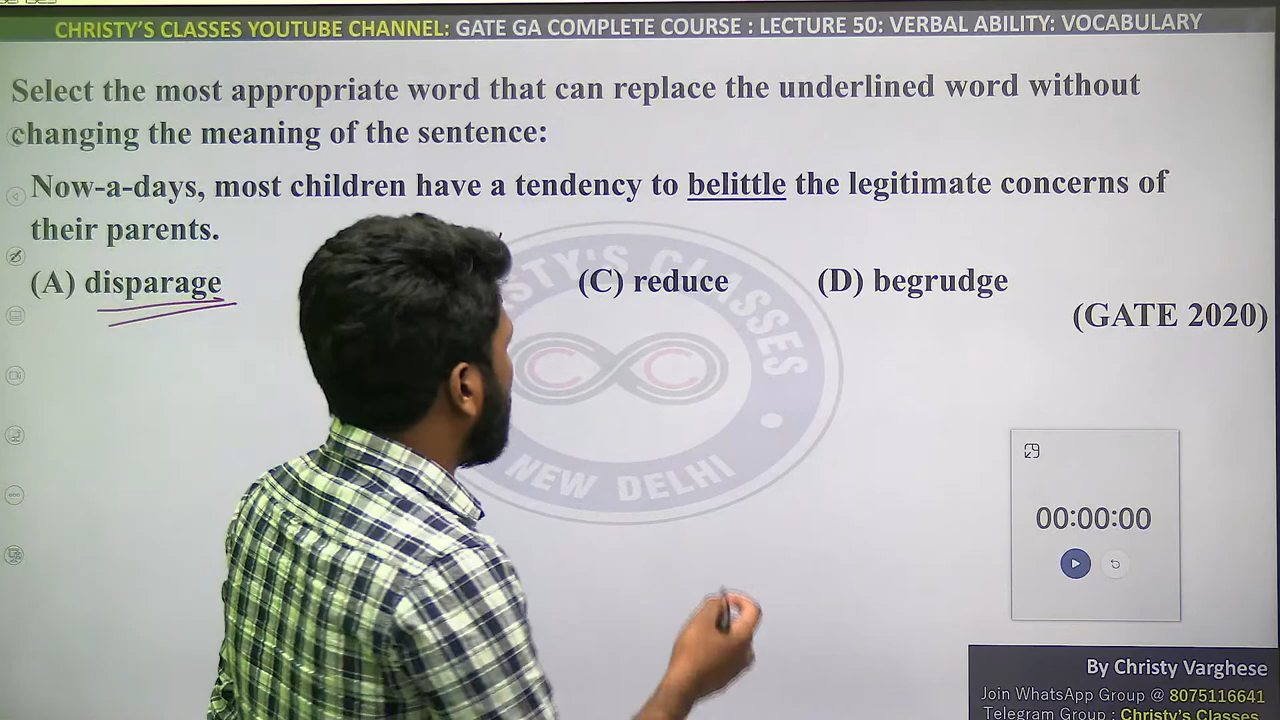 CHRISTY'S CLASSES YOUTUBE CHANNEL: GATE GA COMPLETE COURSE : LECTURE 50: VERBAL ABILITY: VOCABULARY
Select the most appropriate word that can replace the underlined word without
changing the meaning of the sentence:
Now-a-days, most children have a tendency to belittle the legitimate concerns of
their parents.
(A) disparage (C) reduce (D) begrudge
(GATE 2020)
CHRISTY'S CLASSES
CC
NEW DELHI
00:00:00
By Christy Varghese
Join WhatsApp Group @ 8075116641
Telegram Group : Christy's Classes